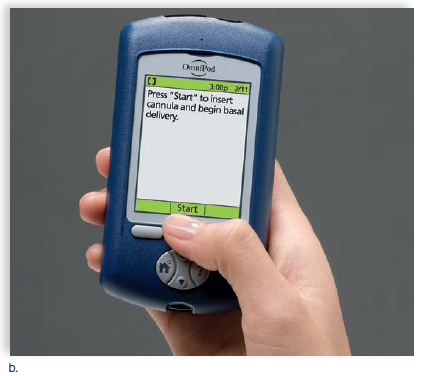 OmniPod
3:00p 2/11
Press "Start" to insert
cannula and begin basal
delivery.
Start
?
b.